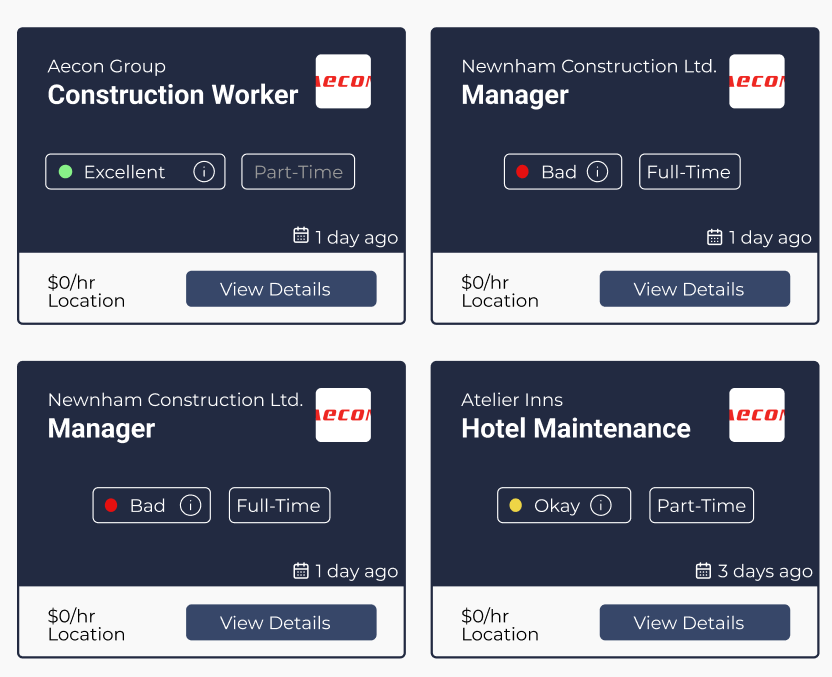 Aecon Group
Construction Worker
AECON
Excellent
Part-Time
1 day ago
$0/hr
Location
View Details
Newnham Construction Ltd.
Manager
AECON
Bad
Full-Time
1 day ago
$0/hr
Location
View Details
Newnham Construction Ltd.
Manager
AECON
Bad
Full-Time
1 day ago
$0/hr
Location
View Details
Atelier Inns
Hotel Maintenance
AECON
Okay
Part-Time
3 days ago
$0/hr
Location
View Details